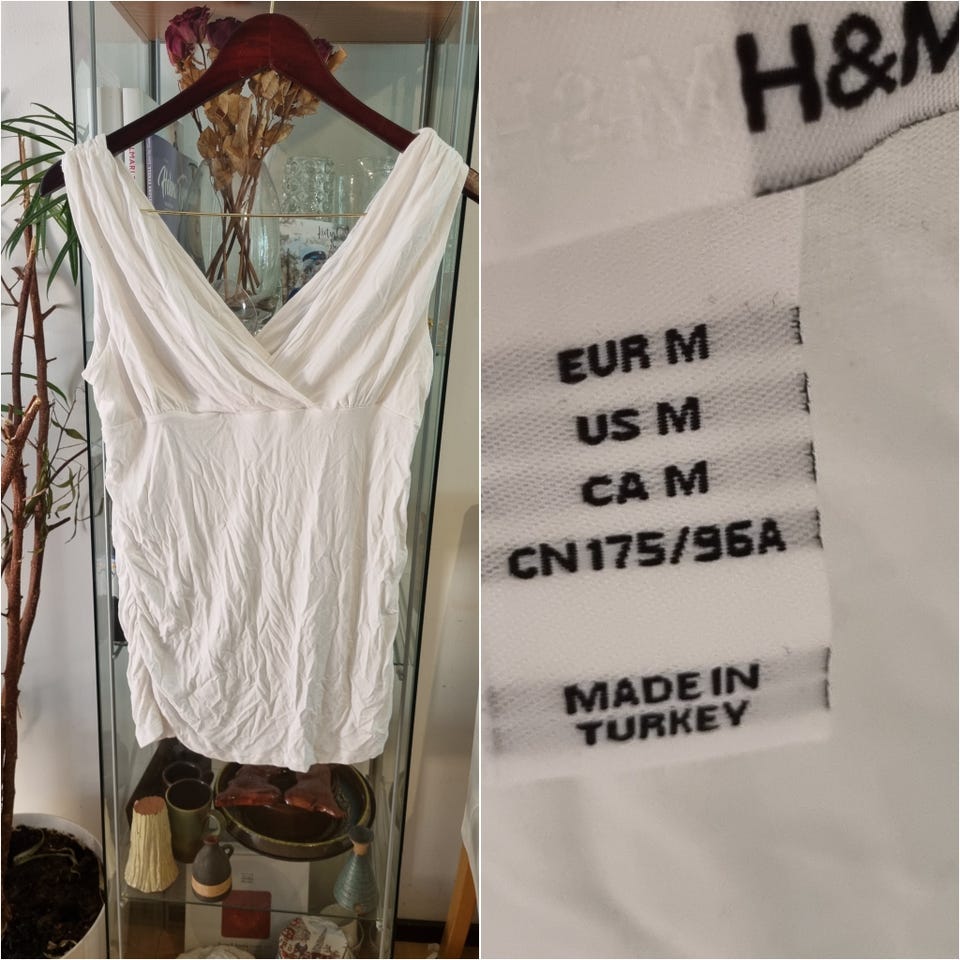 H&M
H&M
EUR M
US M
CA M
CN 175/96A
MADE IN
TURKEY